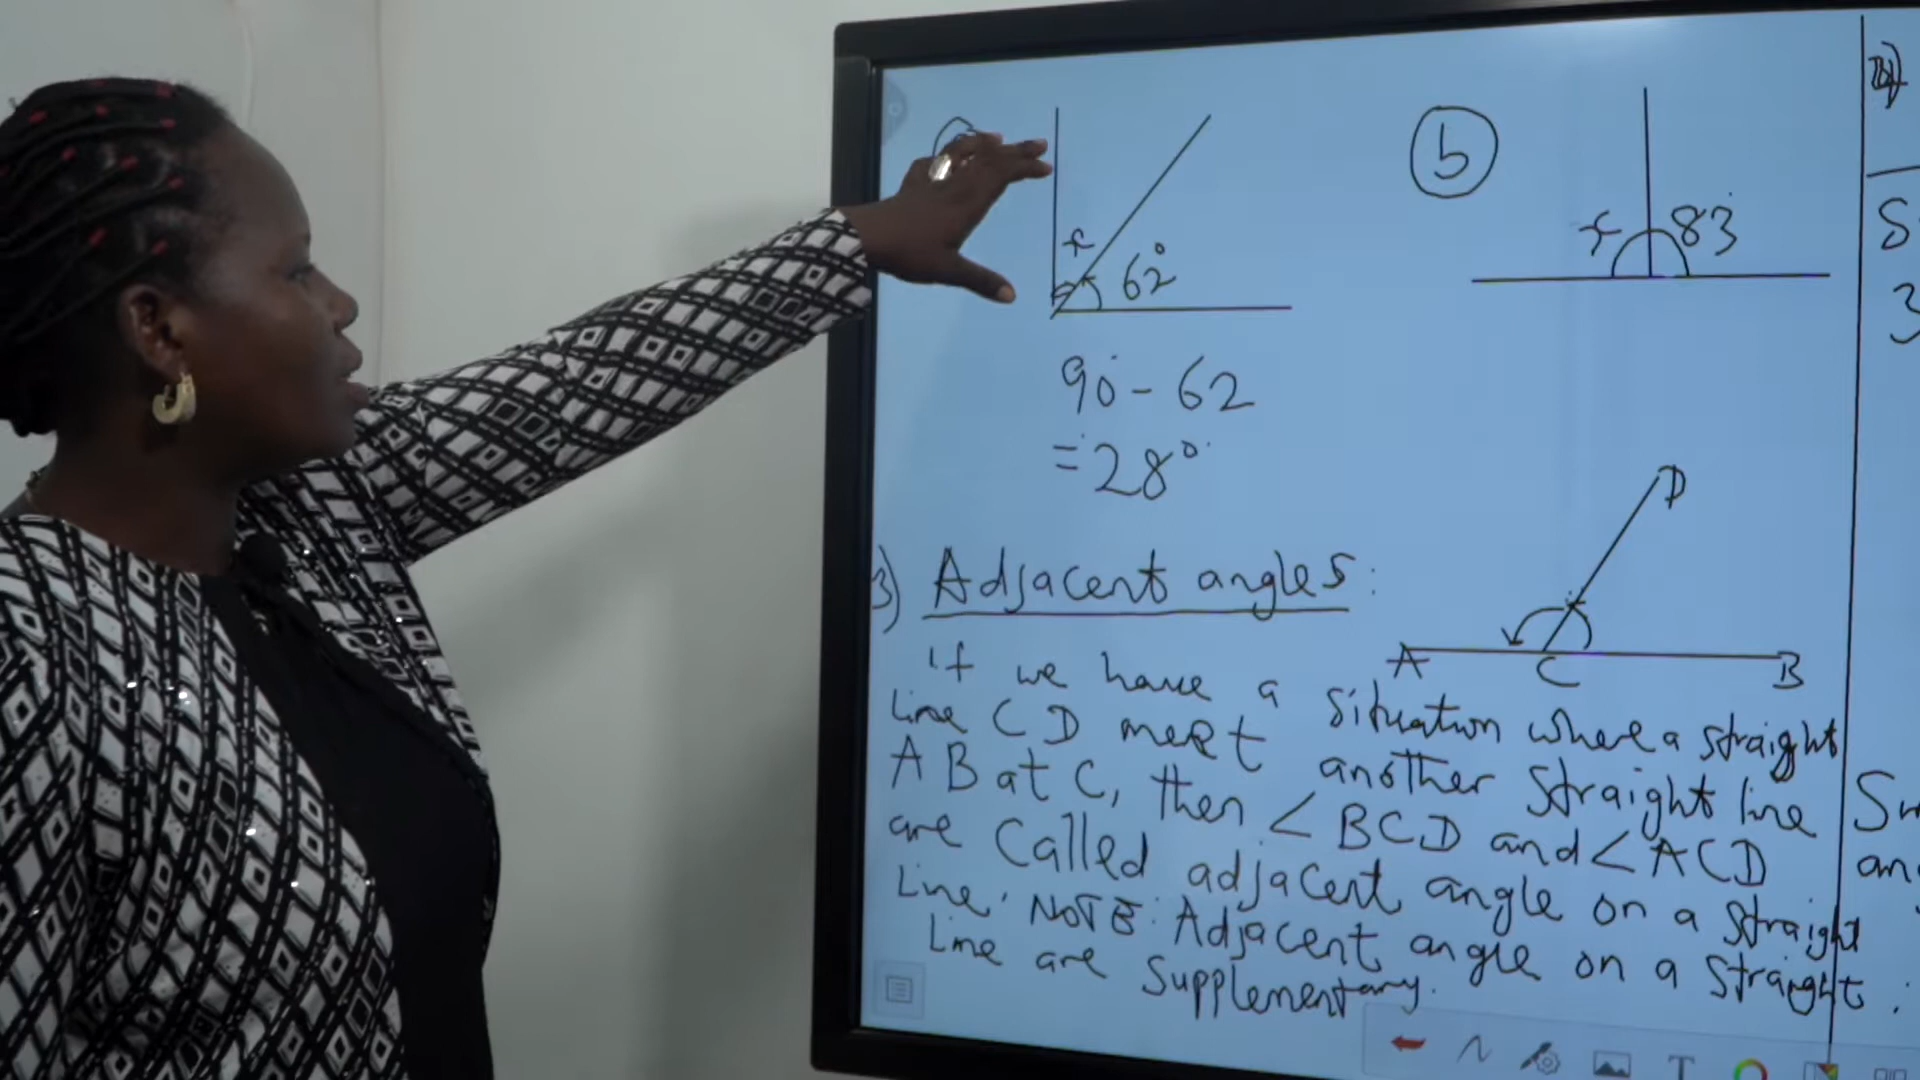 x
62°
90 - 62
= 28°
b
x 83
D
A C B
3) Adjacent angles:
If we have a situation where a straight
line CD meet another straight line
AB at C, then ∠BCD and ∠ACD
are called adjacent angle on a straight
line. NOTE: Adjacent angle on a straight
line are supplementary.
S
3
T